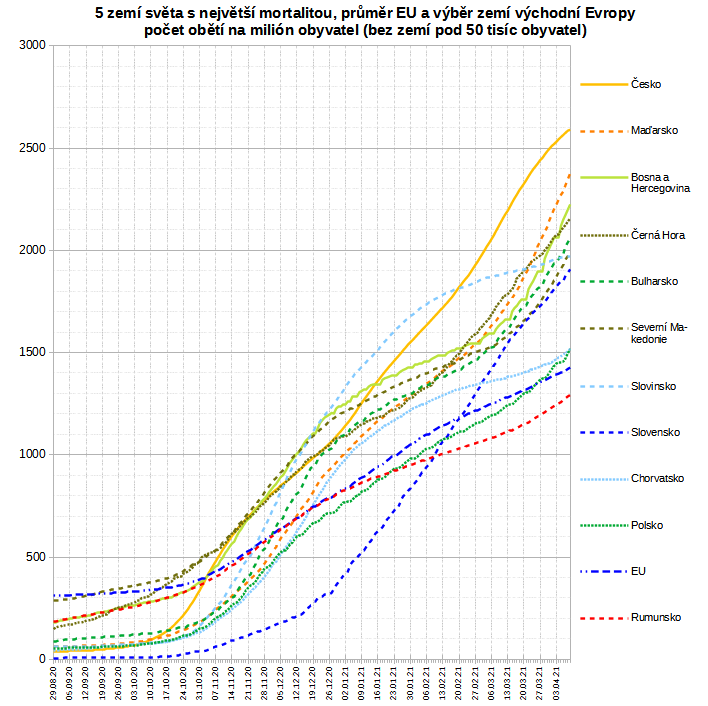 5 zemí světa s největší mortalitou, průměr EU a výběr zemí východní Evropy
počet obětí na milión obyvatel (bez zemí pod 50 tisíc obyvatel)
3000
2500
2000
1500
1000
500
0
29.08.20
06.09.20
12.09.20
19.09.20
26.09.20
03.10.20
10.10.20
17.10.20
24.10.20
31.10.20
07.11.20
14.11.20
21.11.20
28.11.20
05.12.20
12.12.20
19.12.20
26.12.20
02.01.21
09.01.21
16.01.21
23.01.21
30.01.21
06.02.21
13.02.21
20.02.21
27.02.21
06.03.21
13.03.21
20.03.21
27.03.21
03.04.21
Česko
Maďarsko
Bosna a
Hercegovina
Černá Hora
Bulharsko
Severní Ma-
kedonie
Slovinsko
Slovensko
Chorvatsko
Polsko
EU
Rumunsko